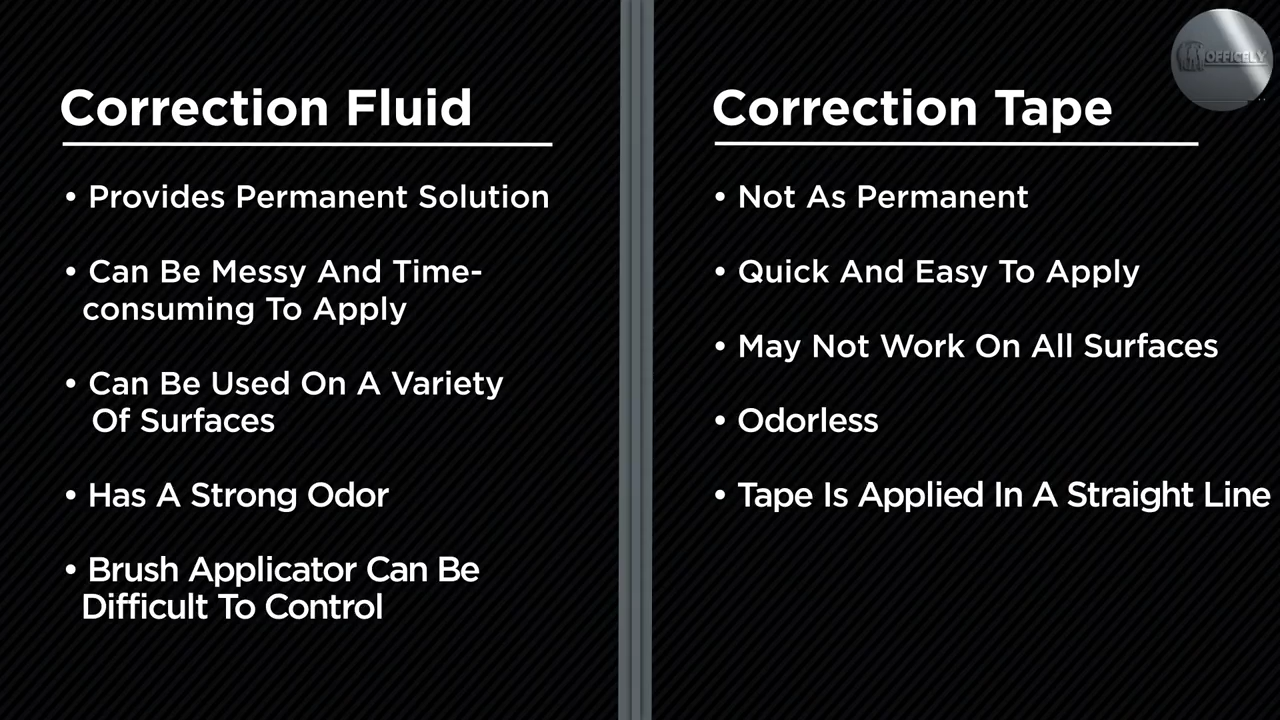 OFFICELY
Correction Fluid
• Provides Permanent Solution
• Can Be Messy And Time-
consuming To Apply
• Can Be Used On A Variety
Of Surfaces
• Has A Strong Odor
• Brush Applicator Can Be
Difficult To Control
Correction Tape
• Not As Permanent
• Quick And Easy To Apply
• May Not Work On All Surfaces
• Odorless
• Tape Is Applied In A Straight Line